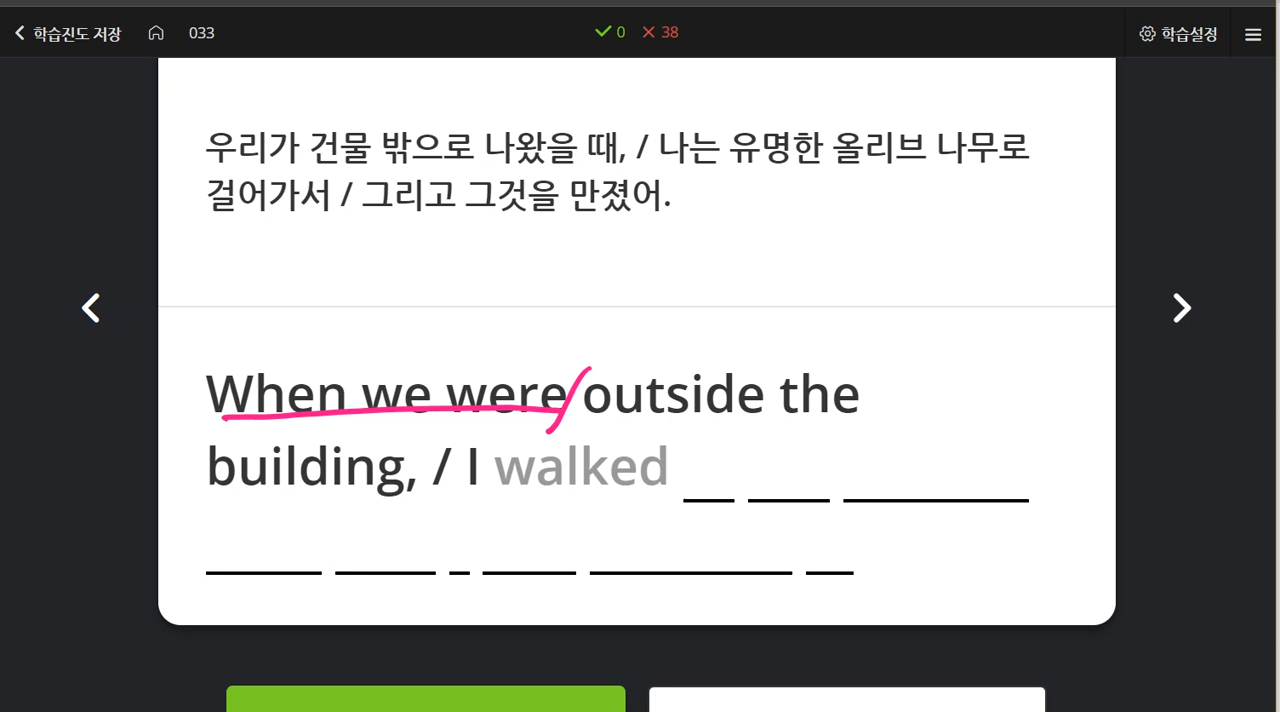 학습진도 저장 033 0 38 학습설정
우리가 건물 밖으로 나왔을 때, / 나는 유명한 올리브 나무로
걸어가서 / 그리고 그것을 만졌어.
When we were outside the
building, / I walked